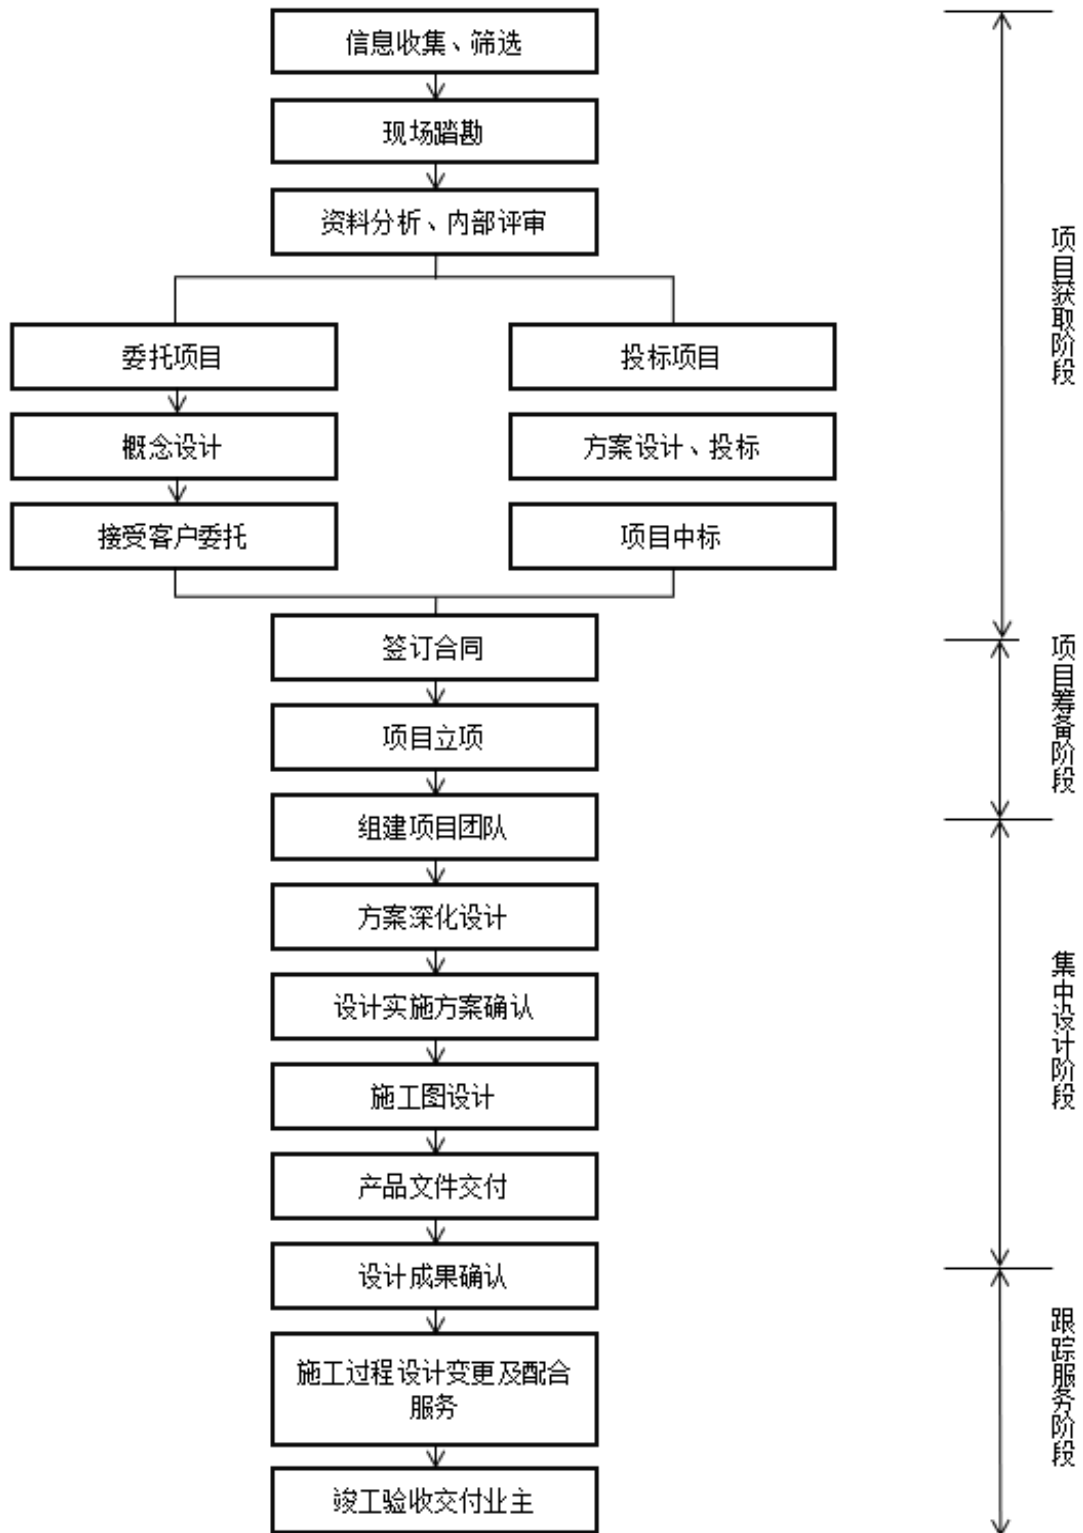 信息收集、筛选
现场踏勘
资料分析、内部评审
委托项目
投标项目
概念设计
方案设计、投标
接受客户委托
项目中标
签订合同
项目立项
组建项目团队
方案深化设计
设计实施方案确认
施工图设计
产品文件交付
设计成果确认
施工过程设计变更及配合
服务
竣工验收交付业主
项目获取阶段
项目筹备阶段
集中设计阶段
跟踪服务阶段